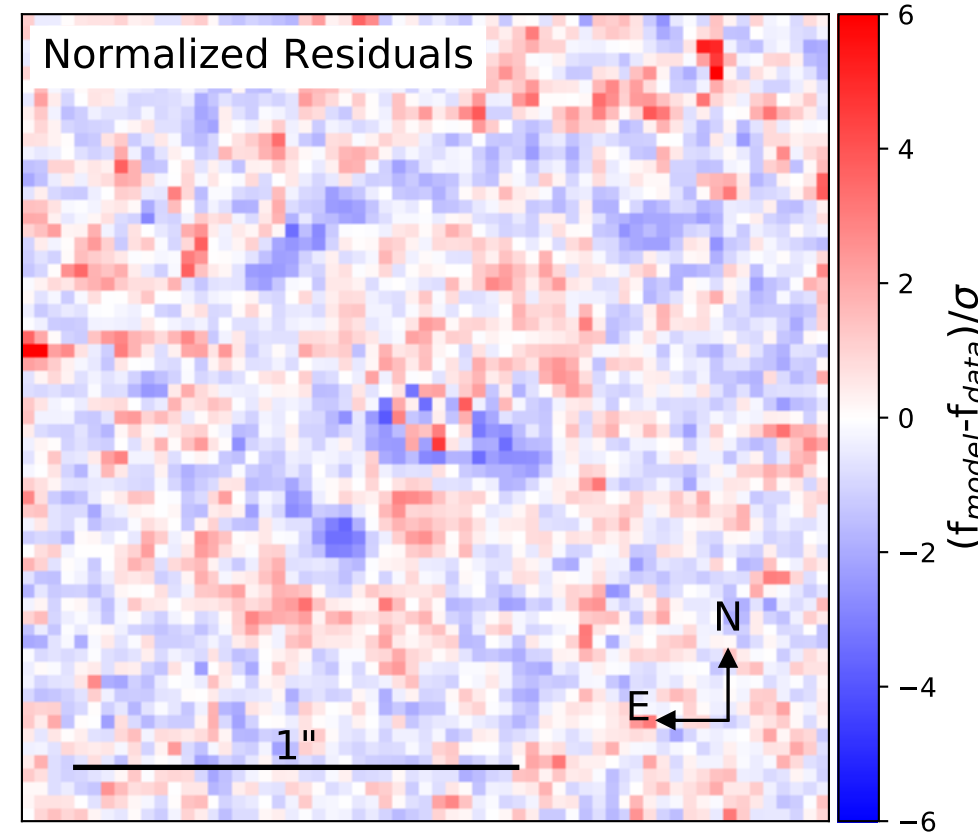 Normalized Residuals
6
4
2
0
−2
−4
−6
(f_model-f_data)/σ
N
E
1"